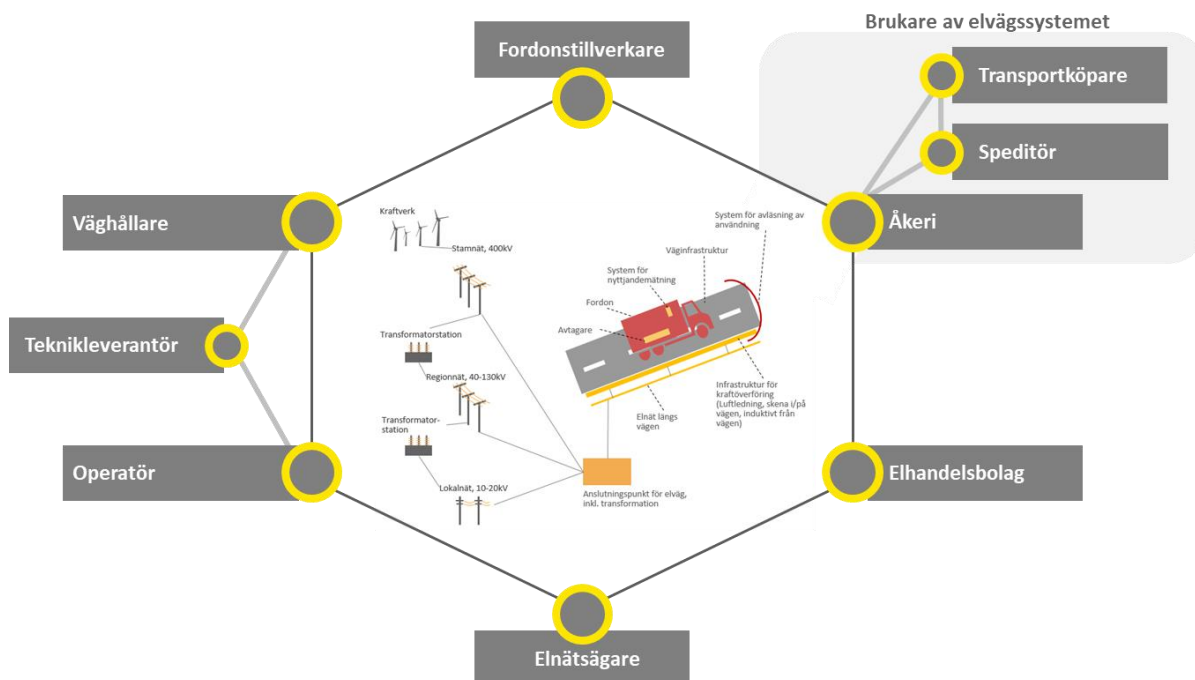 Brukare av elvägssystemet
Fordonstillverkare
Transportköpare
Speditör
Väghållare
Åkeri
Kraftverk
Stamnät, 400kV
System för avläsning av
användning
Väginfrastruktur
System för
nyttjandemätning
Fordon
Avtagare
Teknikleverantör
Transformatorstation
Regionnät, 40-130kV
Infrastruktur för
kraftöverföring
(Luftledning, skena i/på
vägen, induktivt från
vägen)
Elnät längs
vägen
Transformator-
station
Operatör
Lokalnät, 10-20kV
Anslutningspunkt för elväg,
inkl. transformation
Elhandelsbolag
Elnätsägare